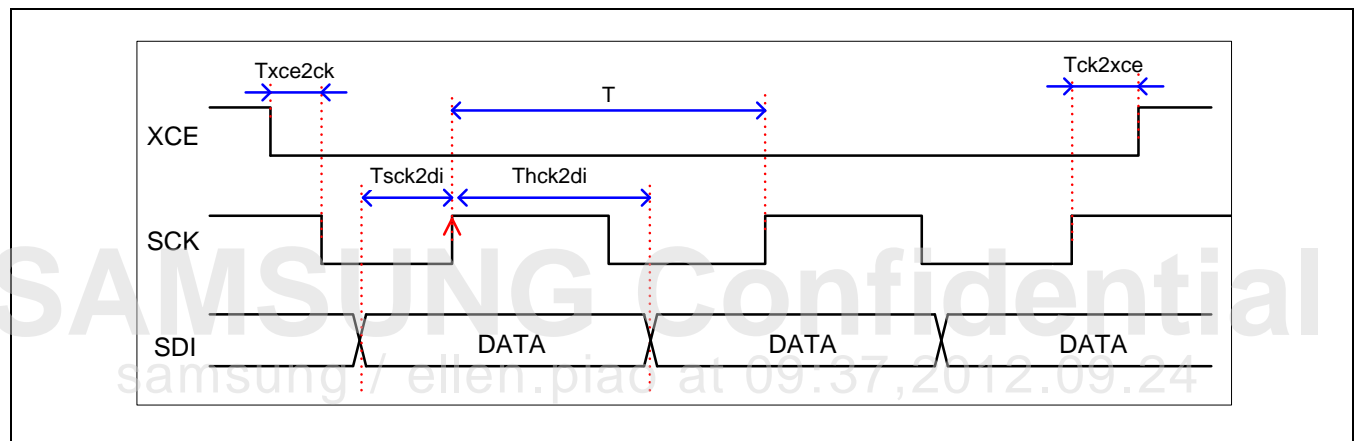 Txce2ck
Tck2xce
T
XCE
Tsck2di
Thck2di
SCK
SAMSUNG Confidential
SDI
DATA
DATA
DATA
samsung / ellen.piao at 09:37,2012.09.24